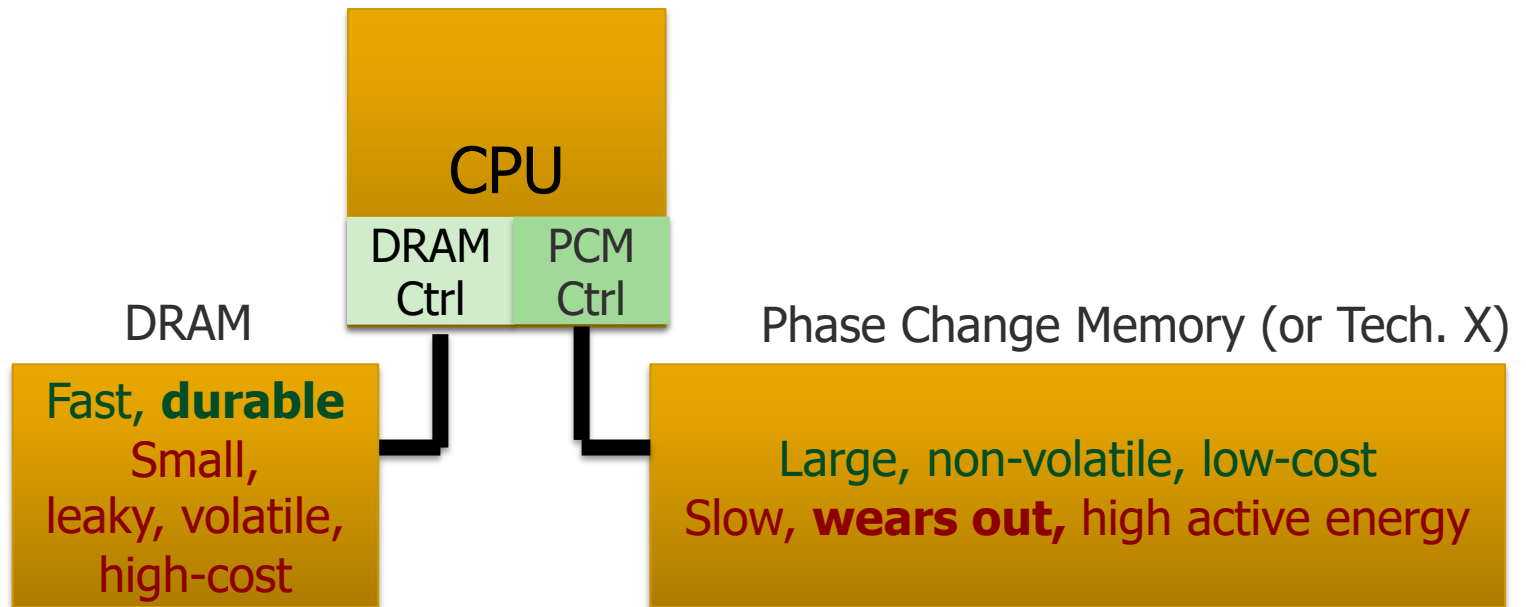 CPU
DRAM
Ctrl
PCM
Ctrl
DRAM
Fast, durable
Small,
leaky, volatile,
high-cost
Phase Change Memory (or Tech. X)
Large, non-volatile, low-cost
Slow, wears out, high active energy